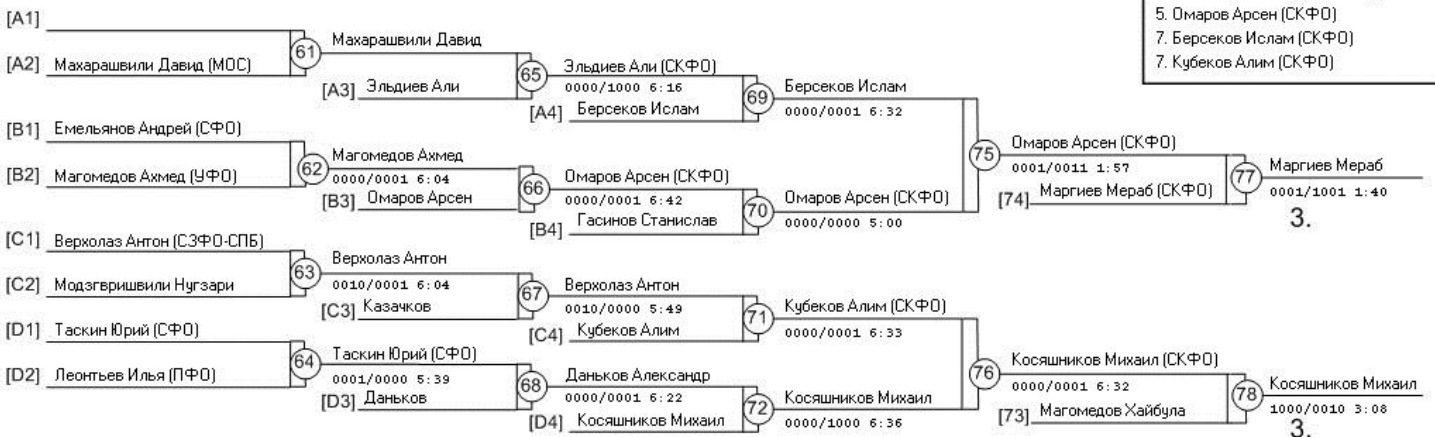 5. Омаров Арсен (СКФО)
7. Берсеков Ислам (СКФО)
7. Кубеков Алим (СКФО)
[A1]
61
Махарашвили Давид
[A2] Махарашвили Давид (МОС)
[A3] Эльдиев Али
65
Эльдиев Али (СКФО)
0000/1000 6:16
[A4] Берсеков Ислам
69
Берсеков Ислам
0000/0001 6:32
[B1] Емельянов Андрей (СФО)
[B2] Магомедов Ахмед (УФО)
62
Магомедов Ахмед
0000/0001 6:04
[B3] Омаров Арсен
66
Омаров Арсен (СКФО)
0000/0001 6:42
[B4] Гасинов Станислав
70
Омаров Арсен (СКФО)
0000/0000 5:00
75
Омаров Арсен (СКФО)
0001/0011 1:57
[74] Маргиев Мераб (СКФО)
77
Маргиев Мераб
0001/1001 1:40
3.
[C1] Верхолаз Антон (СЗФО-СПБ)
[C2] Модзгвришвили Нугзари
63
Верхолаз Антон
0010/0001 6:04
[C3] Казачков
67
Верхолаз Антон
0010/0000 5:49
[C4] Кубеков Алим
71
Кубеков Алим (СКФО)
0000/0001 6:33
[D1] Таскин Юрий (СФО)
[D2] Леонтьев Илья (ПФО)
64
Таскин Юрий (СФО)
0001/0000 5:39
[D3] Даньков
68
Даньков Александр
0000/0001 6:22
[D4] Косяшников Михаил
72
Косяшников Михаил
0000/1000 6:36
76
Косяшников Михаил (СКФО)
0000/0001 6:32
[73] Магомедов Хайбула
78
Косяшников Михаил
1000/0010 3:08
3.